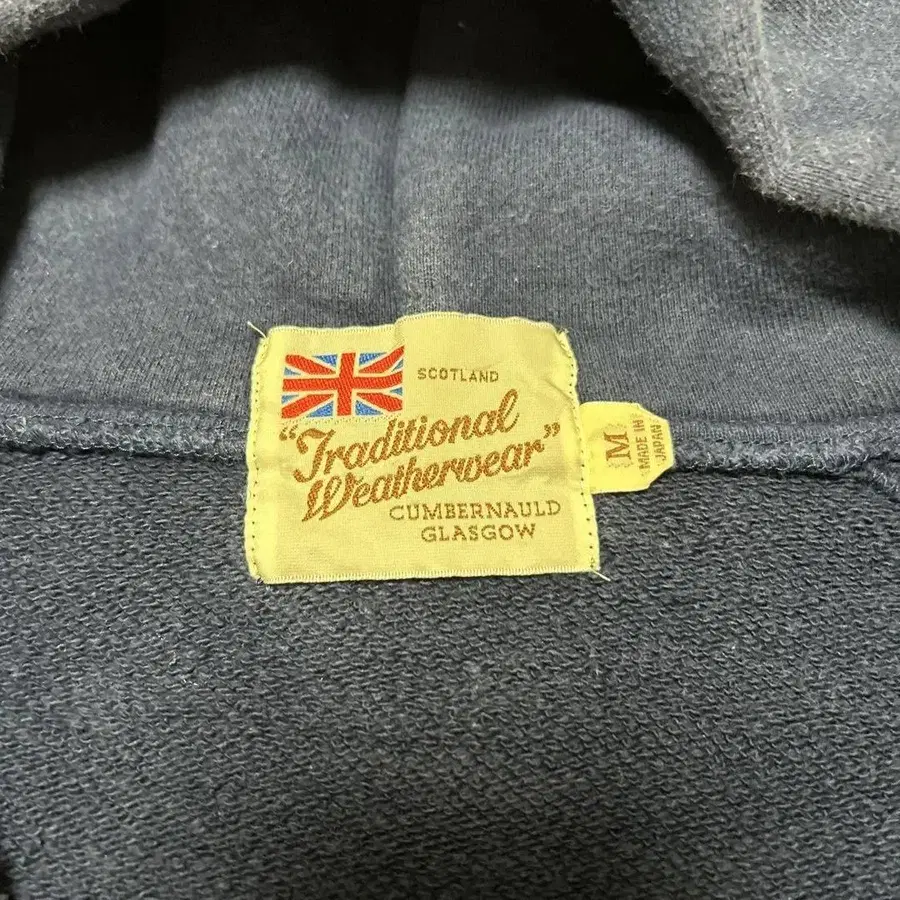 SCOTLAND
"Traditional
Weatherwear"
CUMBERNAULD
GLASGOW
M
MADE IN
JAPAN